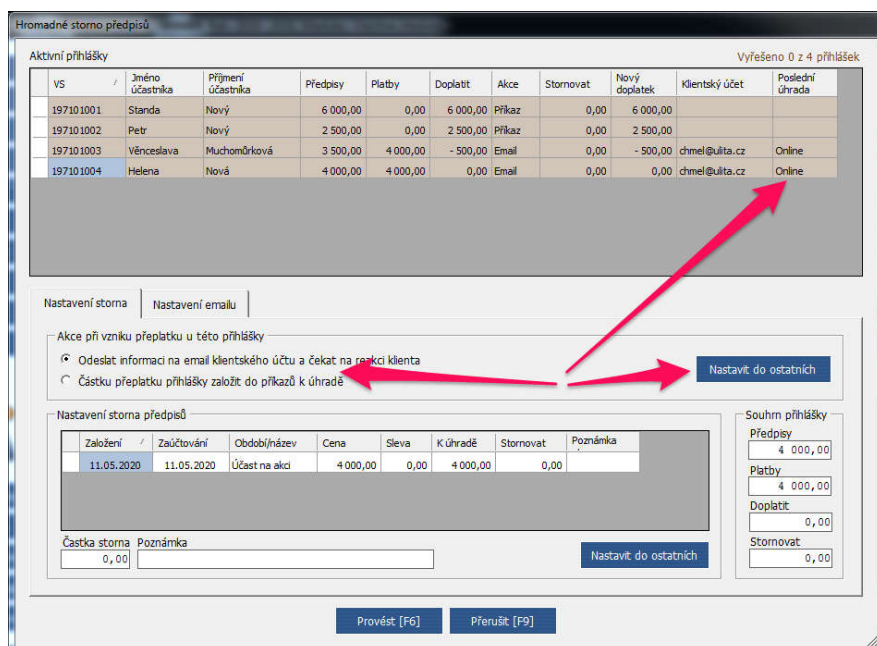 Hromadné storno předpisů
Aktivní přihlášky
Vyřešeno 0 z 4 přihlášek
VS / Jméno účastníka Příjmení účastníka Předpisy Platby Doplatit Akce Stornovat Nový doplatek Klientský účet Poslední úhrada
197101001 Standa Nový 6 000,00 0,00 6 000,00 Příkaz 0,00 6 000,00
197101002 Petr Nový 2 500,00 0,00 2 500,00 Příkaz 0,00 2 500,00
197101003 Věnceslava Muchomůrková 3 500,00 4 000,00 - 500,00 Email 0,00 - 500,00 chmel@ulita.cz Online
197101004 Helena Nová 4 000,00 4 000,00 0,00 Email 0,00 0,00 chmel@ulita.cz Online
Nastavení storna Nastavení emailu
Akce při vzniku přeplatku u této přihlášky
Odeslat informaci na email klientského účtu a čekat na reakci klienta
Částku přeplatku přihlášky založit do příkazů k úhradě
Nastavit do ostatních
Nastavení storna předpisů
Založení / Zaúčtování Období/název Cena Sleva K úhradě Stornovat Poznámka
11.05.2020 11.05.2020 Účast na akci 4 000,00 0,00 4 000,00 0,00
Částka storna Poznámka
0,00
Nastavit do ostatních
Souhrn přihlášky
Předpisy
4 000,00
Platby
4 000,00
Doplatit
0,00
Stornovat
0,00
Provést [F6] Přerušit [F9]